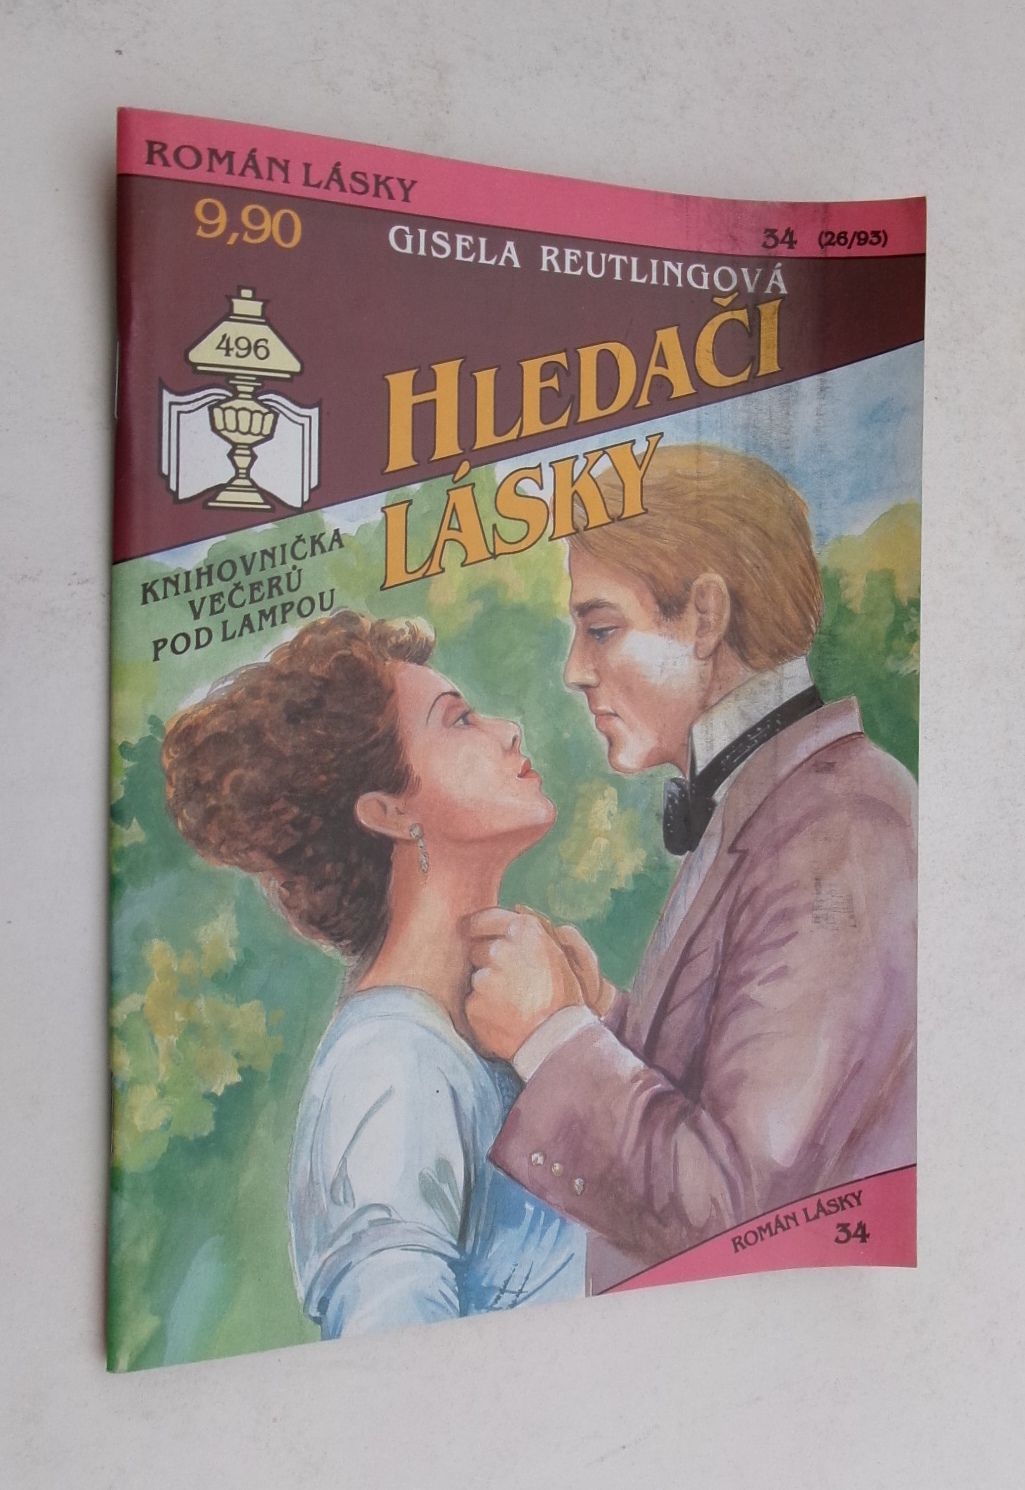 ROMÁN LÁSKY
34 (26/93)
9,90
GISELA REUTLINGOVÁ
496
HLEDAČI
LÁSKY
KNIHOVNIČKA
VEČERŮ
POD LAMPOU
ROMÁN LÁSKY
34